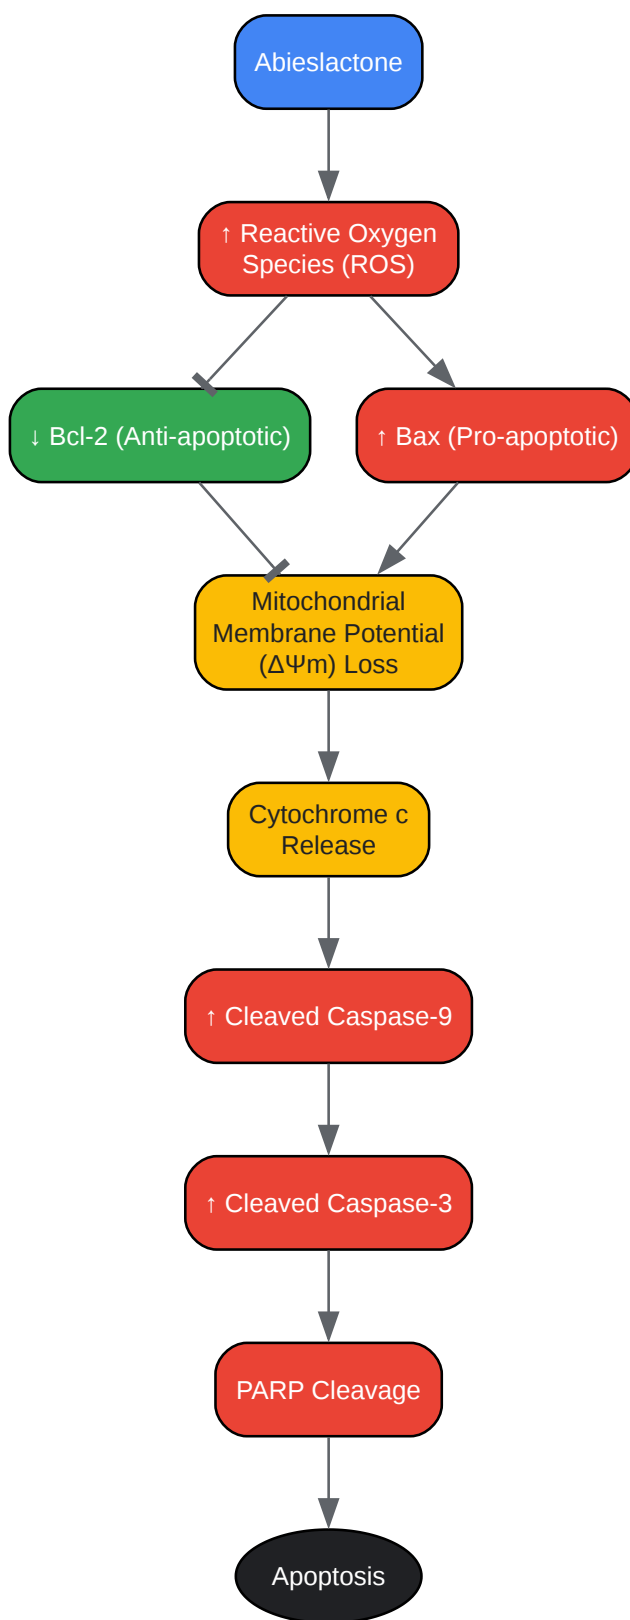 Abieslactone
↑ Reactive Oxygen
Species (ROS)
↓ Bcl-2 (Anti-apoptotic)
↑ Bax (Pro-apoptotic)
Mitochondrial
Membrane Potential
(ΔΨm) Loss
Cytochrome c
Release
↑ Cleaved Caspase-9
↑ Cleaved Caspase-3
PARP Cleavage
Apoptosis